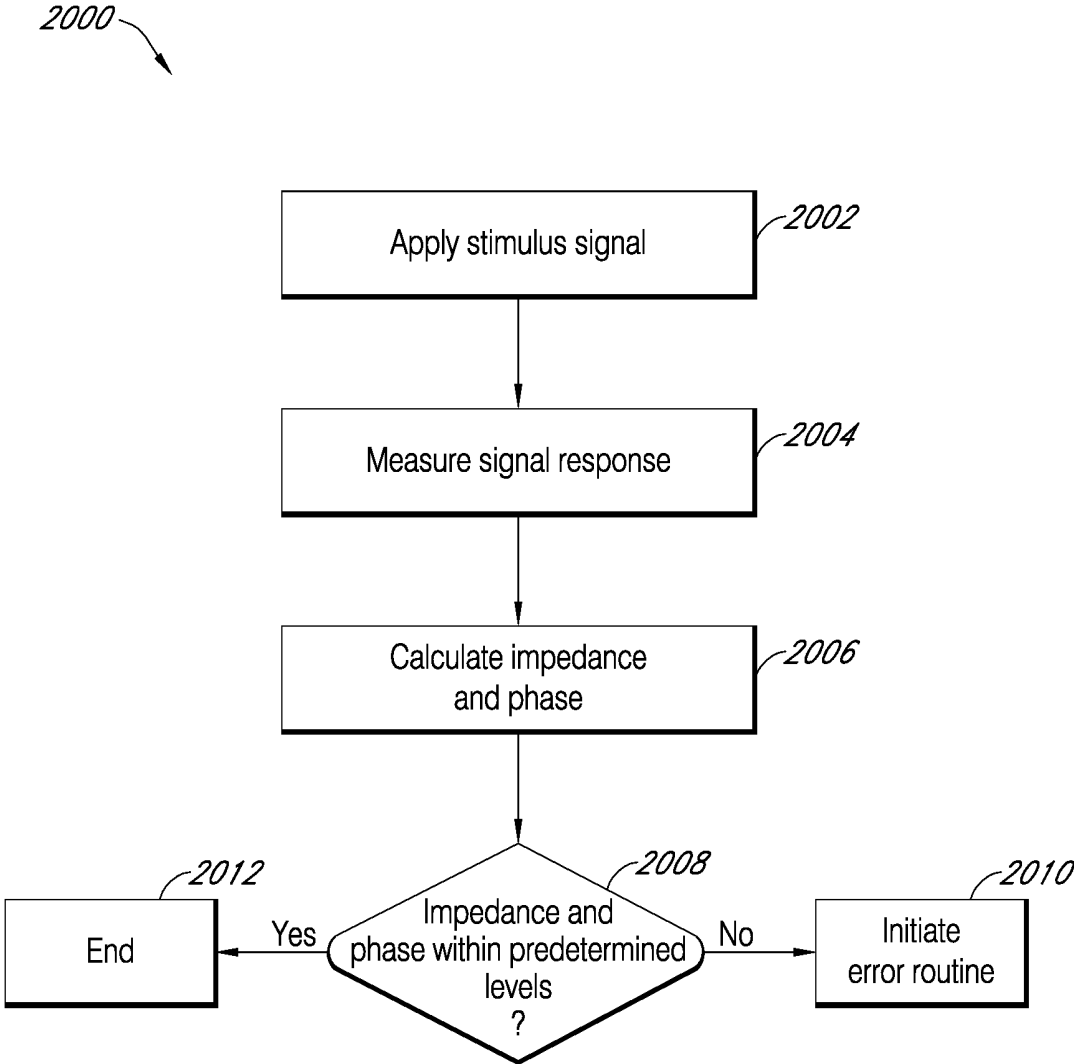 2000
Apply stimulus signal
2002
Measure signal response
2004
Calculate impedance
and phase
2006
Impedance and
phase within predetermined
levels
?
2008
Yes
End
2012
No
Initiate
error routine
2010